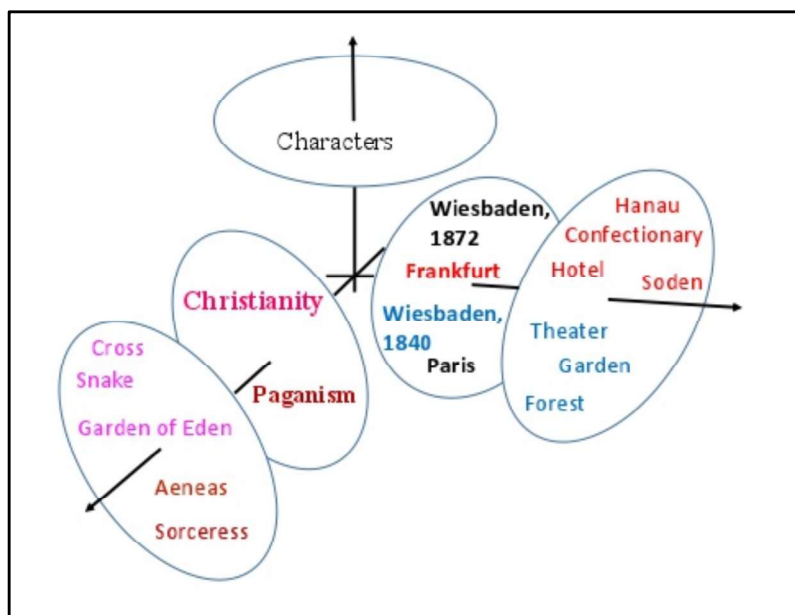 Characters
Wiesbaden,
1872
Frankfurt
Wiesbaden,
1840
Paris
Hanau
Confectionary
Hotel
Soden
Theater
Garden
Forest
Christianity
Paganism
Cross
Snake
Garden of Eden
Aeneas
Sorceress